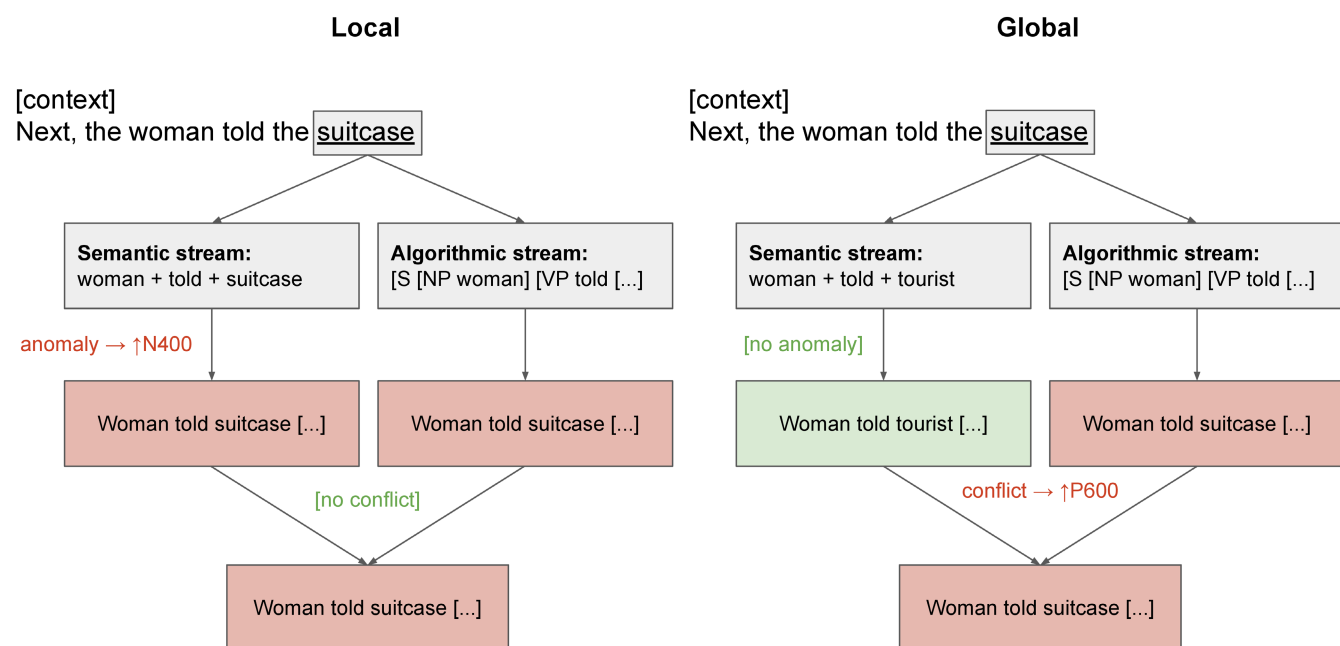 Local
[context]
Next, the woman told the suitcase
Semantic stream:
woman + told + suitcase
Algorithmic stream:
[S [NP woman] [VP told [...]
anomaly → ↑N400
Woman told suitcase [...]
Woman told suitcase [...]
[no conflict]
Woman told suitcase [...]
Global
[context]
Next, the woman told the suitcase
Semantic stream:
woman + told + tourist
Algorithmic stream:
[S [NP woman] [VP told [...]
[no anomaly]
Woman told tourist [...]
Woman told suitcase [...]
conflict → ↑P600
Woman told suitcase [...]